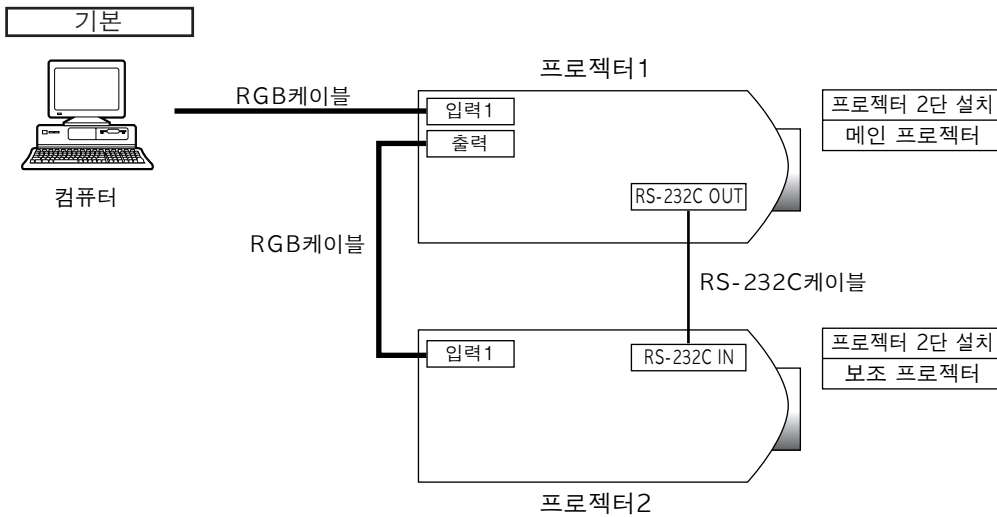 기본
컴퓨터
RGB케이블
프로젝터1
입력1
출력
RS-232C OUT
프로젝터 2단 설치
메인 프로젝터
RGB케이블
RS-232C케이블
입력1
RS-232C IN
프로젝터 2단 설치
보조 프로젝터
프로젝터2